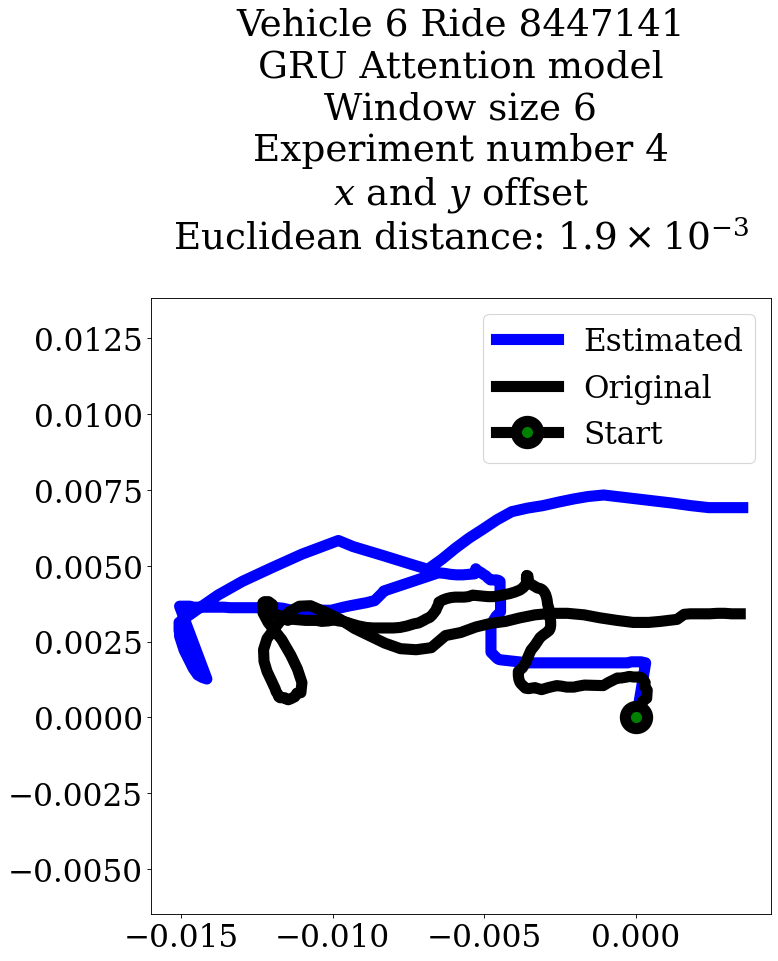 Vehicle 6 Ride 8447141
GRU Attention model
Window size 6
Experiment number 4
x and y offset
Euclidean distance: 1.9 × 10⁻³
Estimated
Original
Start
0.0125
0.0100
0.0075
0.0050
0.0025
0.0000
−0.0025
−0.0050
−0.015 −0.010 −0.005 0.000